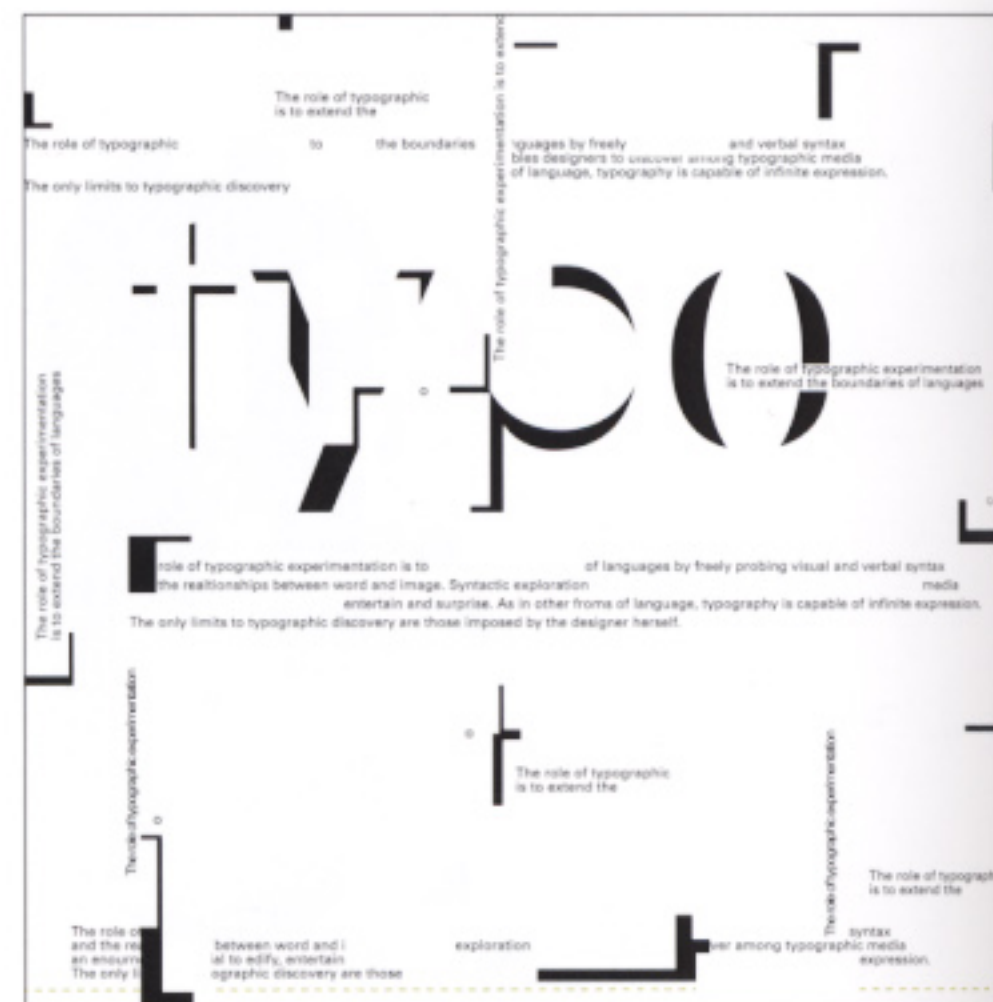 The role of typographic
is to extend the
The role of typographic to the boundaries guages by freely and verbal syntax
bles designers to discover among typographic media
of language, typography is capable of infinite expression.
The only limits to typographic discovery
The role of typographic experimentation is to extend
typo
The role of typographic experimentation
is to extend the boundaries of languages
The role of typographic experimentation
is to extend the boundaries of languages
role of typographic experimentation is to of languages by freely probing visual and verbal syntax
the realtionships between word and image. Syntactic exploration media
entertain and surprise. As in other froms of language, typography is capable of infinite expression.
The only limits to typographic discovery are those imposed by the designer herself.
The role of typographic experimentation
The role of typographic
is to extend the
The role of typographic experimentation
The role of typograph
is to extend the
The role o syntax
and the re between word and i exploration ver among typographic media
an enourm ial to edify, entertain expression.
The only li ographic discovery are those